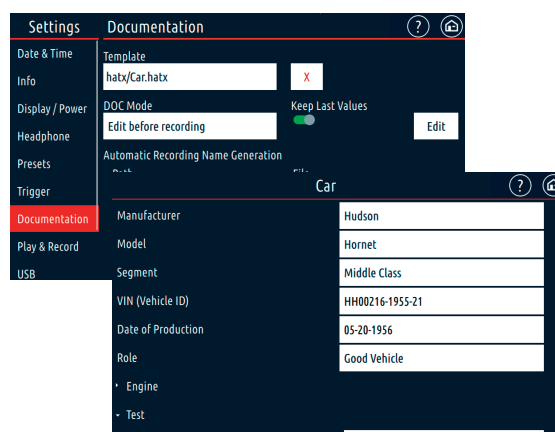 Settings
Documentation
?
Date & Time
Info
Display / Power
Headphone
Presets
Trigger
Documentation
Play & Record
USB
Template
hatx/Car.hatx
X
DOC Mode
Keep Last Values
Edit before recording
Edit
Automatic Recording Name Generation
Car
?
Manufacturer
Hudson
Model
Hornet
Segment
Middle Class
VIN (Vehicle ID)
HH00216-1955-21
Date of Production
05-20-1956
Role
Good Vehicle
Engine
Test